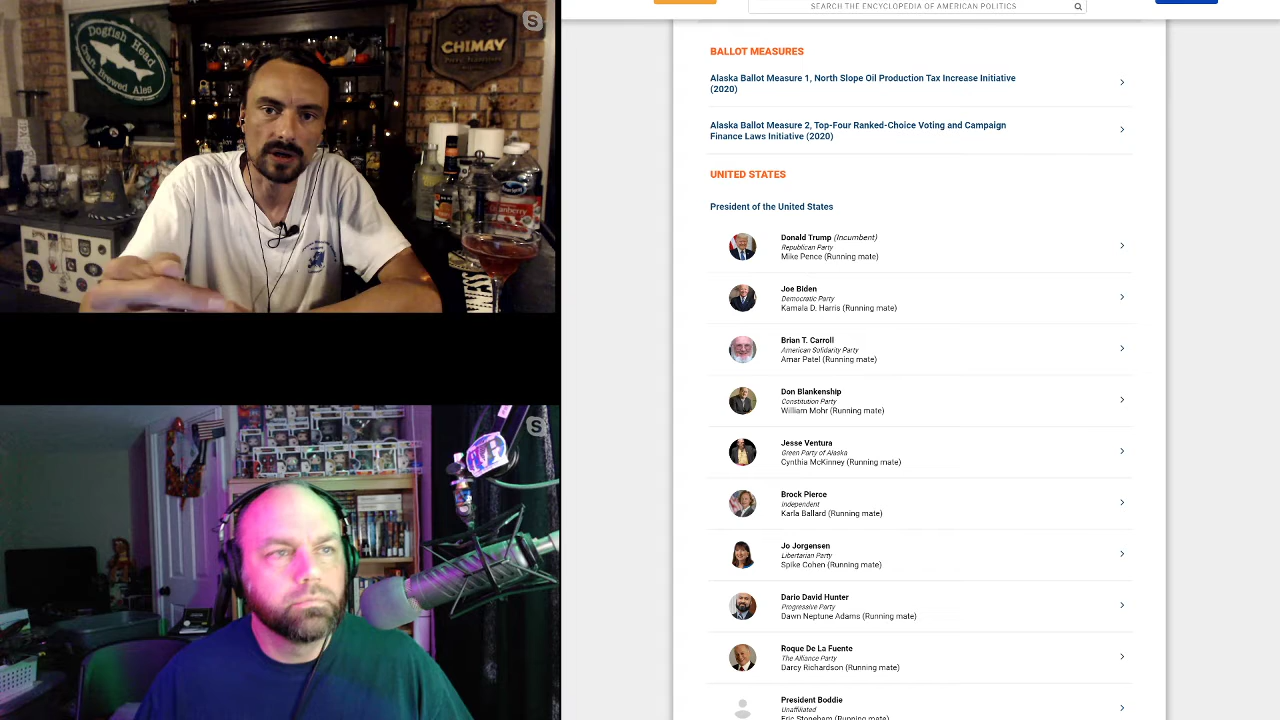 Dogfish Head
Craft Brewed Ales
CHIMAY
SEARCH THE ENCYCLOPEDIA OF AMERICAN POLITICS
BALLOT MEASURES
Alaska Ballot Measure 1, North Slope Oil Production Tax Increase Initiative
(2020)
Alaska Ballot Measure 2, Top-Four Ranked-Choice Voting and Campaign
Finance Laws Initiative (2020)
UNITED STATES
President of the United States
Donald Trump (Incumbent)
Republican Party
Mike Pence (Running mate)
Joe Biden
Democratic Party
Kamala D. Harris (Running mate)
Brian T. Carroll
American Solidarity Party
Amar Patel (Running mate)
Don Blankenship
Constitution Party
William Mohr (Running mate)
Jesse Ventura
Green Party of Alaska
Cynthia McKinney (Running mate)
Brock Pierce
Independent
Karla Ballard (Running mate)
Jo Jorgensen
Libertarian Party
Spike Cohen (Running mate)
Dario David Hunter
Progressive Party
Dawn Neptune Adams (Running mate)
Roque De La Fuente
The Alliance Party
Darcy Richardson (Running mate)
President Boddie
Unaffiliated
Eric Stoneham (Running mate)